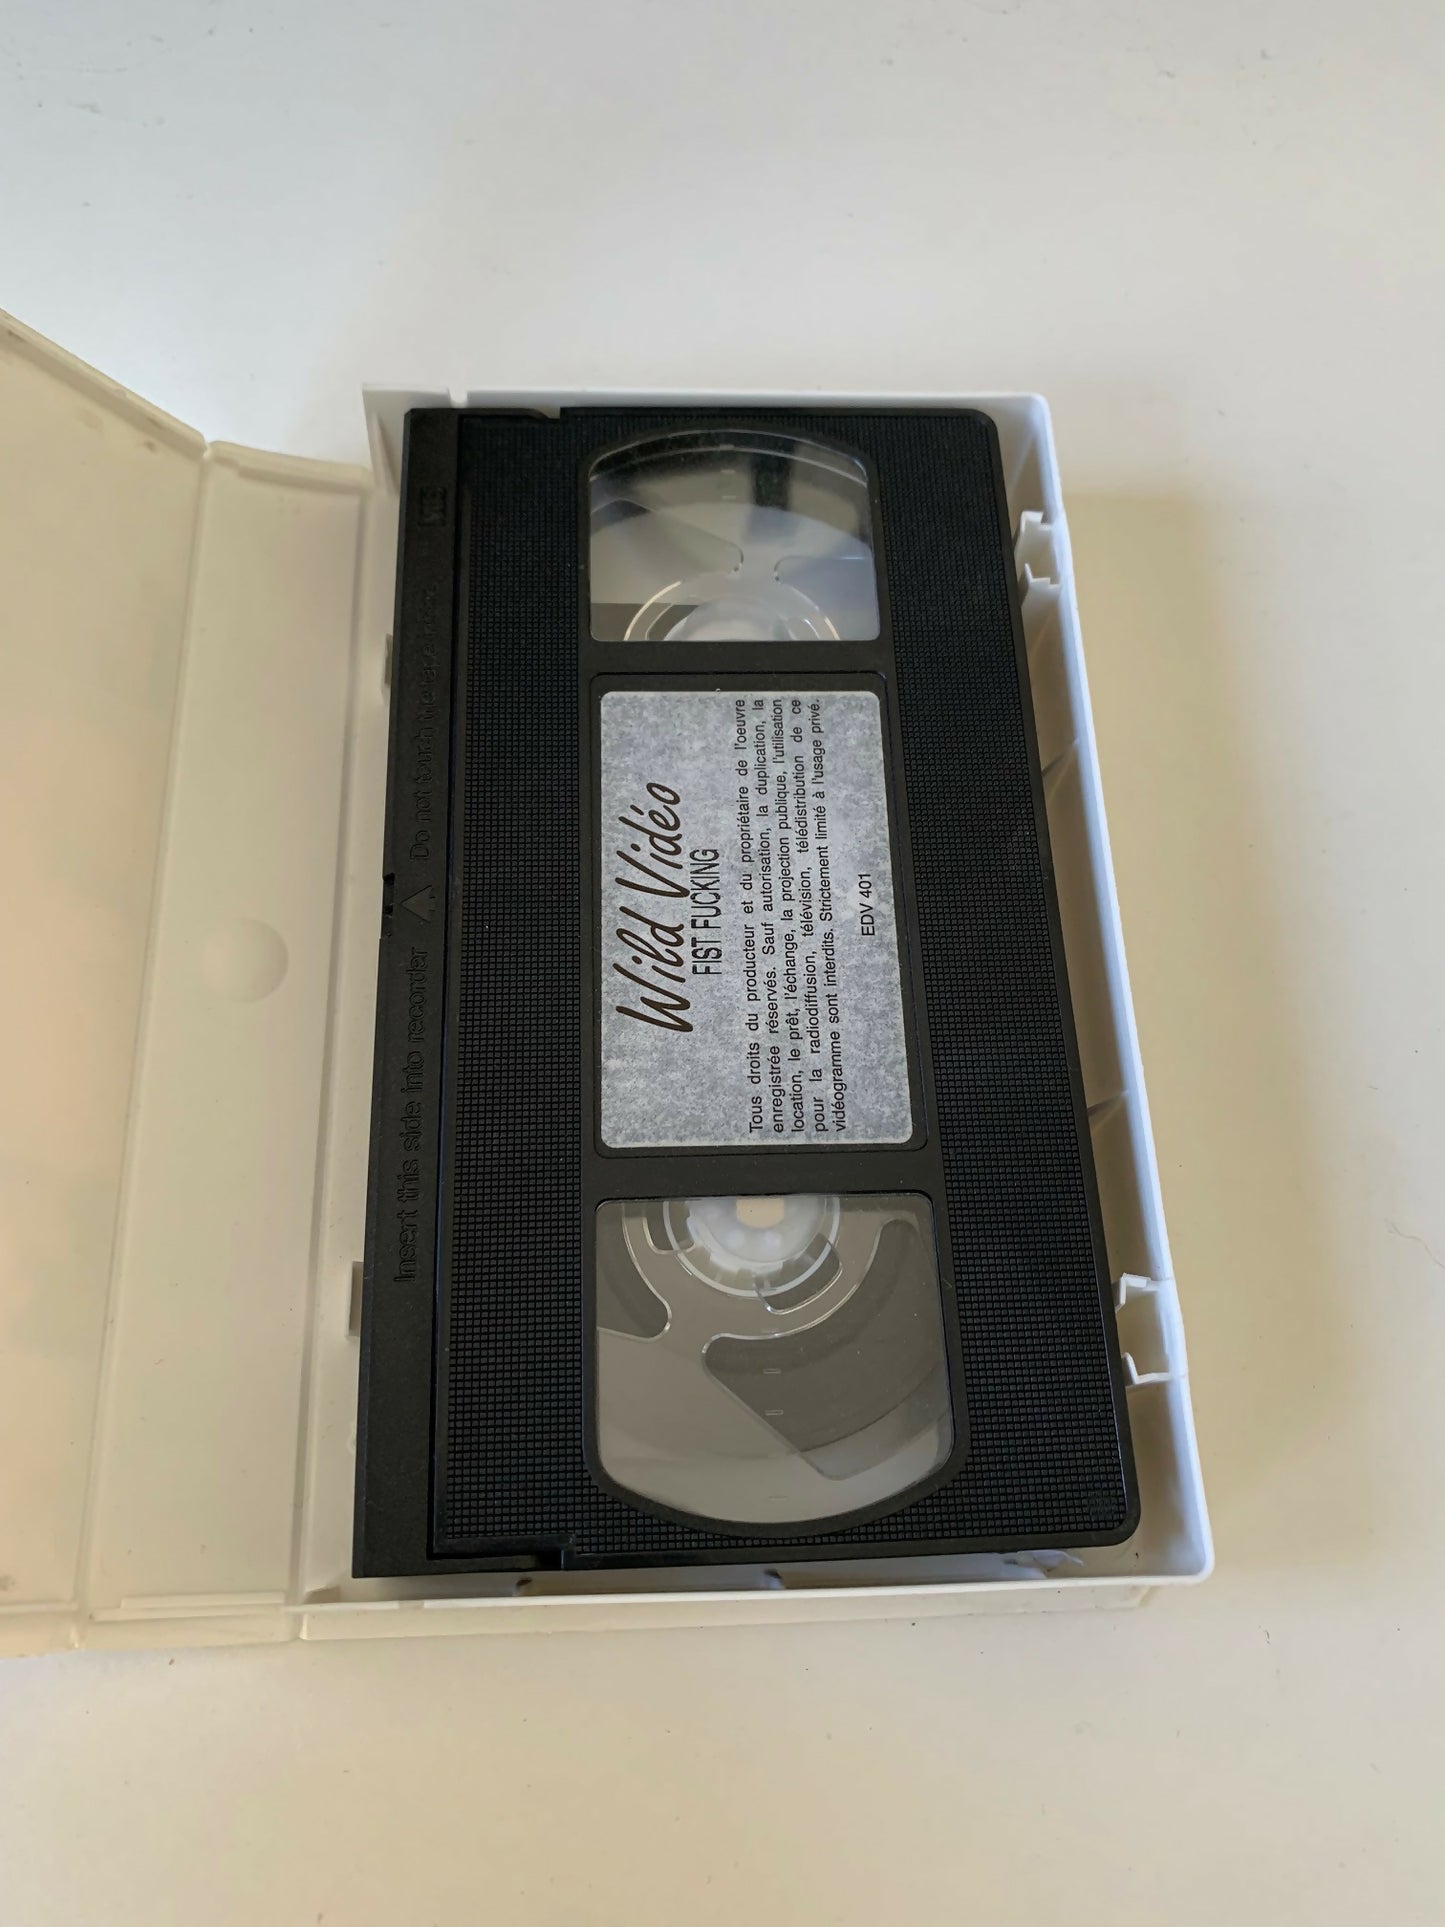 Insert this side into recorder
Do not touch the tape inside
VHS
Wild Vidéo
FIST FUCKING
Tous droits du producteur et du propriétaire de l'oeuvre
enregistrée réservés. Sauf autorisation, la duplication, la
location, le prêt, l'échange, la projection publique, l'utilisation
pour la radiodiffusion, télévision, télédistribution de ce
vidéogramme sont interdits. Strictement limité à l'usage privé.
EDV 401